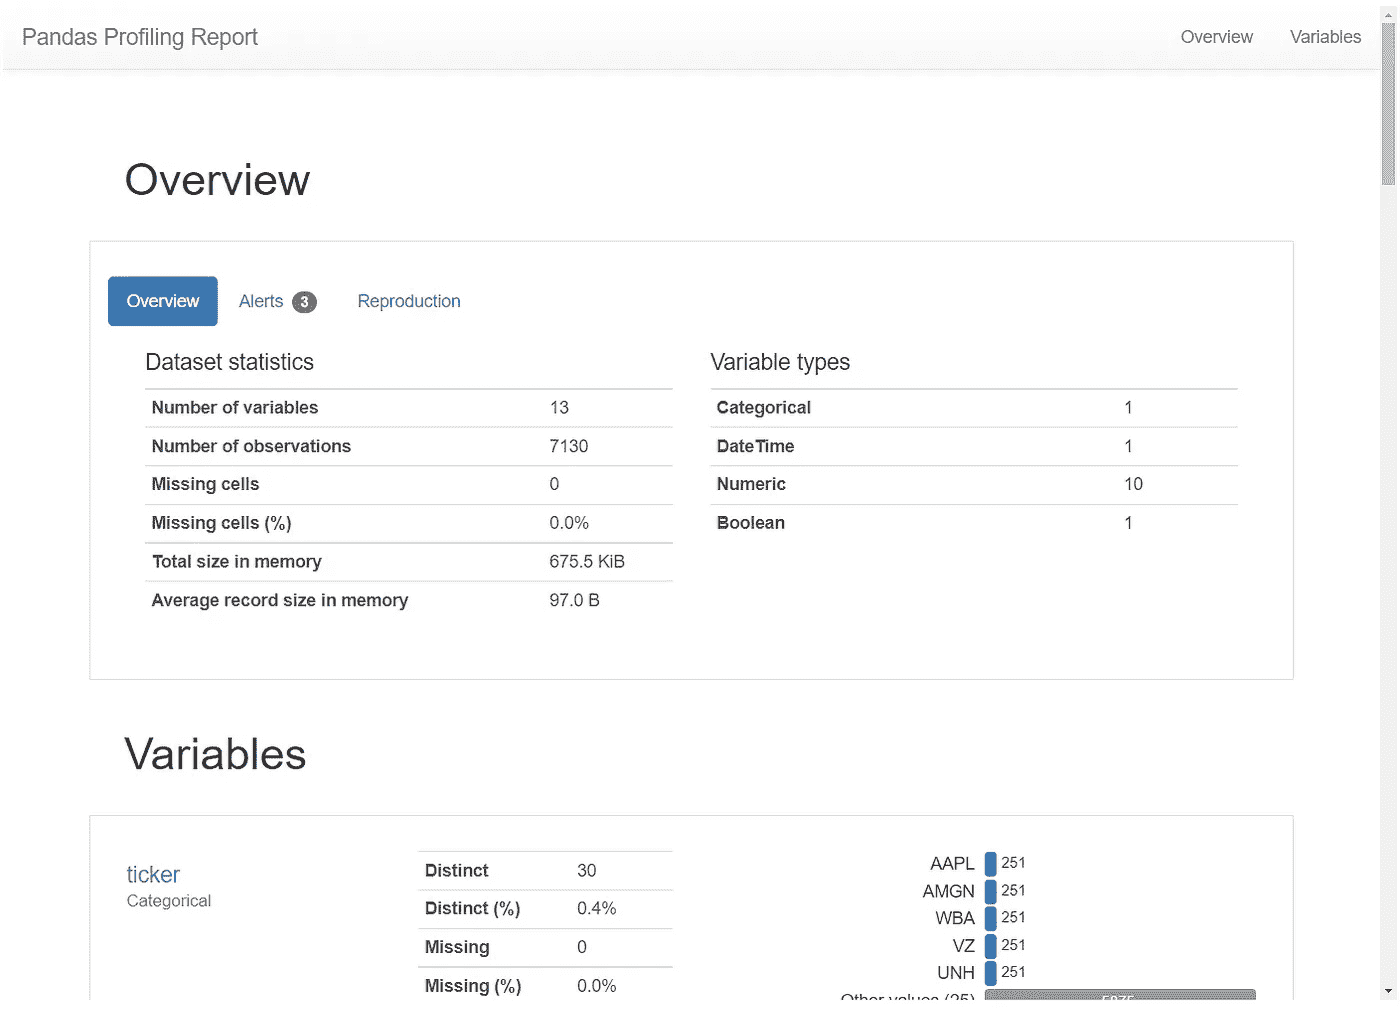 Pandas Profiling Report Overview Variables
Overview
Overview Alerts 3 Reproduction
Dataset statistics
Number of variables 13
Number of observations 7130
Missing cells 0
Missing cells (%) 0.0%
Total size in memory 675.5 KiB
Average record size in memory 97.0 B
Variable types
Categorical 1
DateTime 1
Numeric 10
Boolean 1
Variables
ticker
Categorical
Distinct 30
Distinct (%) 0.4%
Missing 0
Missing (%) 0.0%
AAPL 251
AMGN 251
WBA 251
VZ 251
UNH 251
Other values (25)